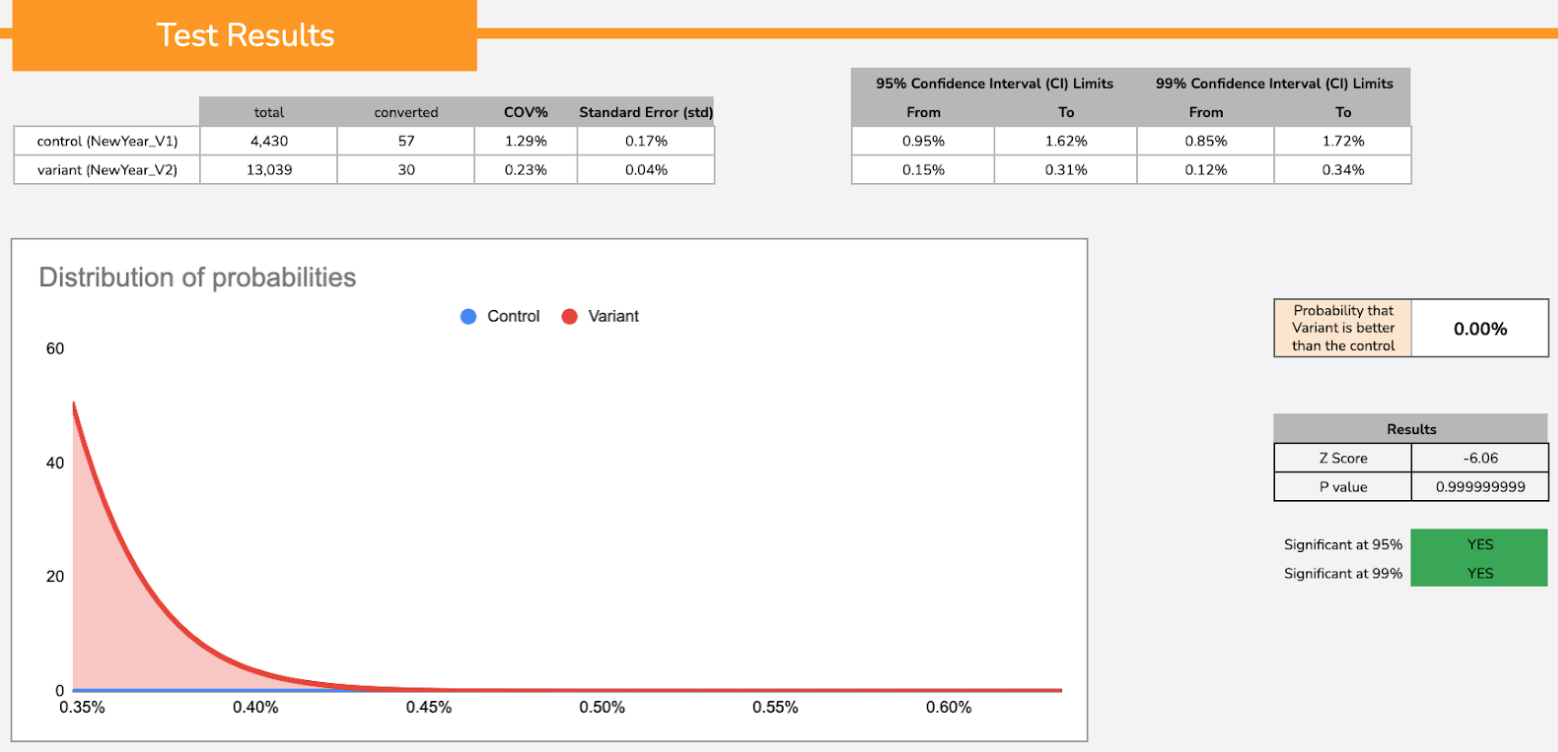 Test Results
95% Confidence Interval (CI) Limits 99% Confidence Interval (CI) Limits
total converted COV% Standard Error (std) From To From To
control (NewYear_V1) 4,430 57 1.29% 0.17% 0.95% 1.62% 0.85% 1.72%
variant (NewYear_V2) 13,039 30 0.23% 0.04% 0.15% 0.31% 0.12% 0.34%
Distribution of probabilities
Control Variant
60
40
20
0
0.35% 0.40% 0.45% 0.50% 0.55% 0.60%
Probability that
Variant is better
than the control
0.00%
Results
Z Score -6.06
P value 0.999999999
Significant at 95% YES
Significant at 99% YES